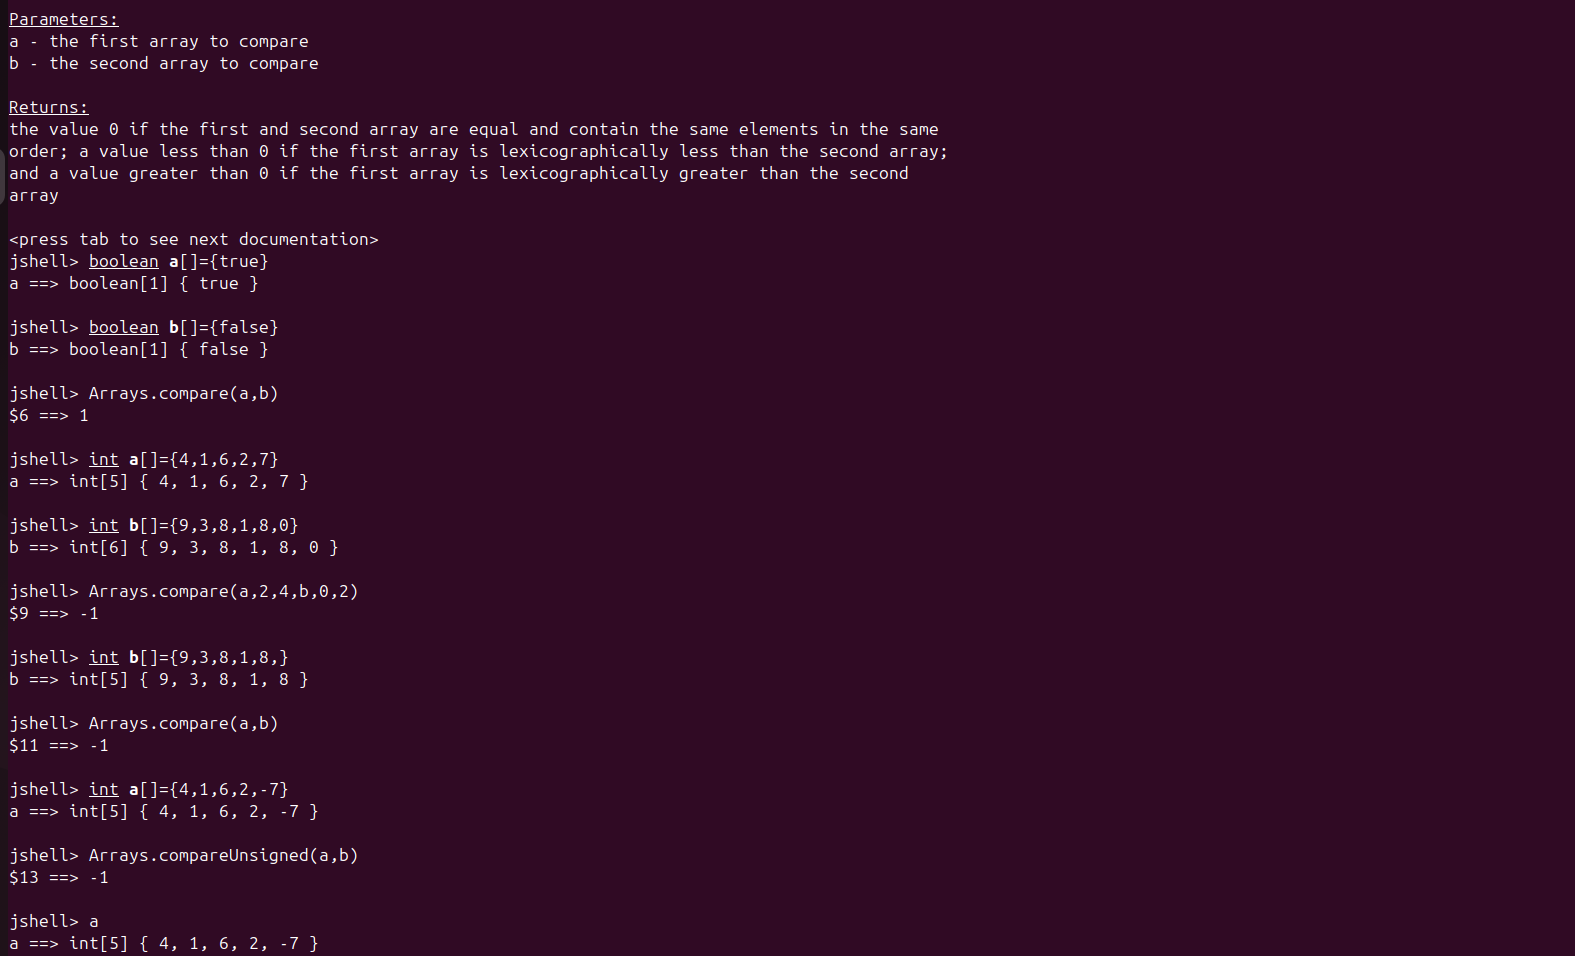 Parameters:
a - the first array to compare
b - the second array to compare
Returns:
the value 0 if the first and second array are equal and contain the same elements in the same
order; a value less than 0 if the first array is lexicographically less than the second array;
and a value greater than 0 if the first array is lexicographically greater than the second
array
<press tab to see next documentation>
jshell> boolean a[]={true}
a ==> boolean[1] { true }
jshell> boolean b[]={false}
b ==> boolean[1] { false }
jshell> Arrays.compare(a,b)
$6 ==> 1
jshell> int a[]={4,1,6,2,7}
a ==> int[5] { 4, 1, 6, 2, 7 }
jshell> int b[]={9,3,8,1,8,0}
b ==> int[6] { 9, 3, 8, 1, 8, 0 }
jshell> Arrays.compare(a,2,4,b,0,2)
$9 ==> -1
jshell> int b[]={9,3,8,1,8,}
b ==> int[5] { 9, 3, 8, 1, 8 }
jshell> Arrays.compare(a,b)
$11 ==> -1
jshell> int a[]={4,1,6,2,-7}
a ==> int[5] { 4, 1, 6, 2, -7 }
jshell> Arrays.compareUnsigned(a,b)
$13 ==> -1
jshell> a
a ==> int[5] { 4, 1, 6, 2, -7 }